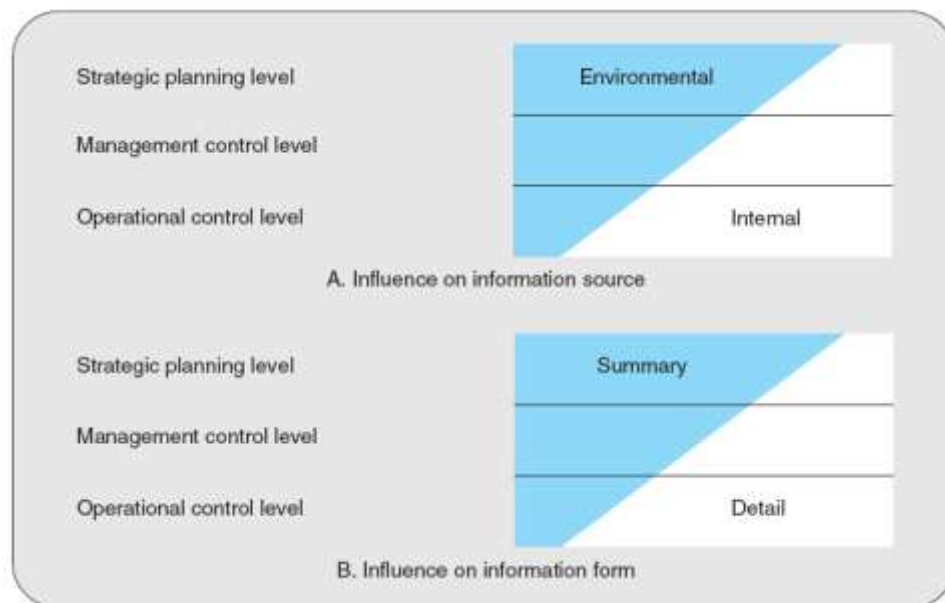 Strategic planning level
Environmental
Management control level
Operational control level
Internal
A. Influence on information source
Strategic planning level
Summary
Management control level
Operational control level
Detail
B. Influence on information form